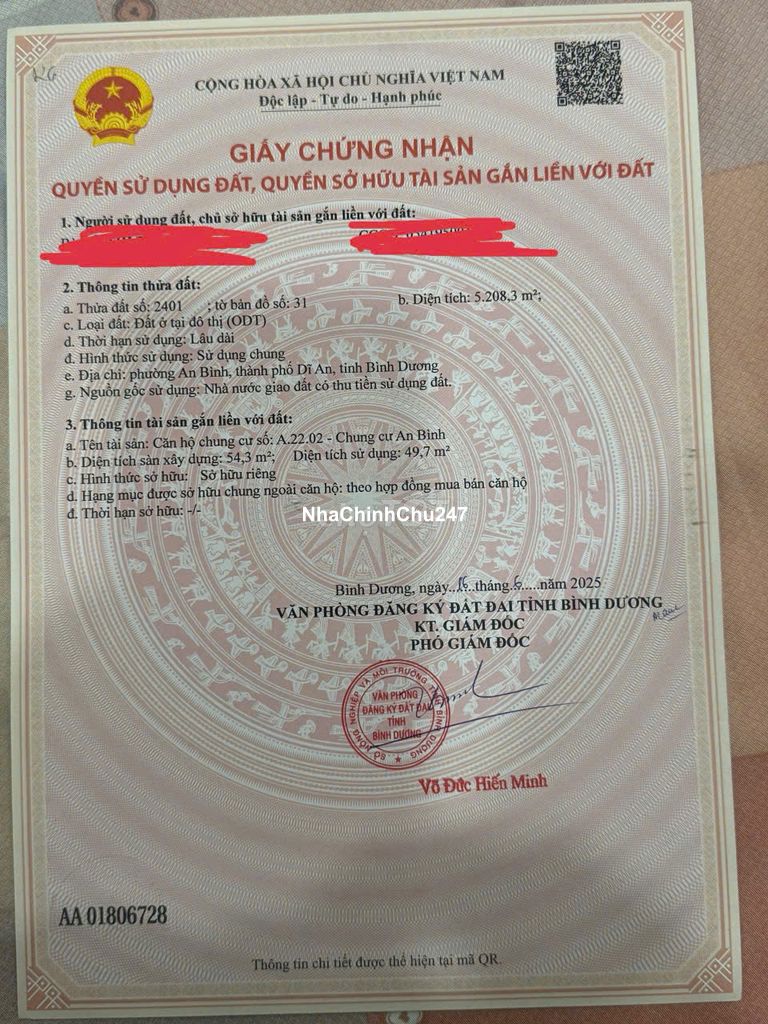 CỘNG HÒA XÃ HỘI CHỦ NGHĨA VIỆT NAM
Độc lập - Tự do - Hạnh phúc
GIẤY CHỨNG NHẬN
QUYỀN SỬ DỤNG ĐẤT, QUYỀN SỞ HỮU TÀI SẢN GẮN LIỀN VỚI ĐẤT
1. Người sử dụng đất, chủ sở hữu tài sản gắn liền với đất:
2. Thông tin thửa đất:
a. Thửa đất số: 2401 ; tờ bản đồ số: 31 b. Diện tích: 5.208,3 m²;
c. Loại đất: Đất ở tại đô thị (ODT)
d. Thời hạn sử dụng: Lâu dài
đ. Hình thức sử dụng: Sử dụng chung
e. Địa chỉ: phường An Bình, thành phố Dĩ An, tỉnh Bình Dương
g. Nguồn gốc sử dụng: Nhà nước giao đất có thu tiền sử dụng đất.
3. Thông tin tài sản gắn liền với đất:
a. Tên tài sản: Căn hộ chung cư số: A.22.02 - Chung cư An Bình
b. Diện tích sàn xây dựng: 54,3 m²; Diện tích sử dụng: 49,7 m²
c. Hình thức sở hữu: Sở hữu riêng
d. Hạng mục được sở hữu chung ngoài căn hộ: theo hợp đồng mua bán căn hộ
đ. Thời hạn sở hữu: -/-
NhaChinhChu247
Bình Dương, ngày..16..tháng.6.....năm 2025
VĂN PHÒNG ĐĂNG KÝ ĐẤT ĐAI TỈNH BÌNH DƯƠNG
KT. GIÁM ĐỐC
PHÓ GIÁM ĐỐC
VĂN PHÒNG
ĐĂNG KÝ ĐẤT ĐAI
TỈNH
BÌNH DƯƠNG
Võ Đức Hiến Minh
AA 01806728
Thông tin chi tiết được thể hiện tại mã QR.